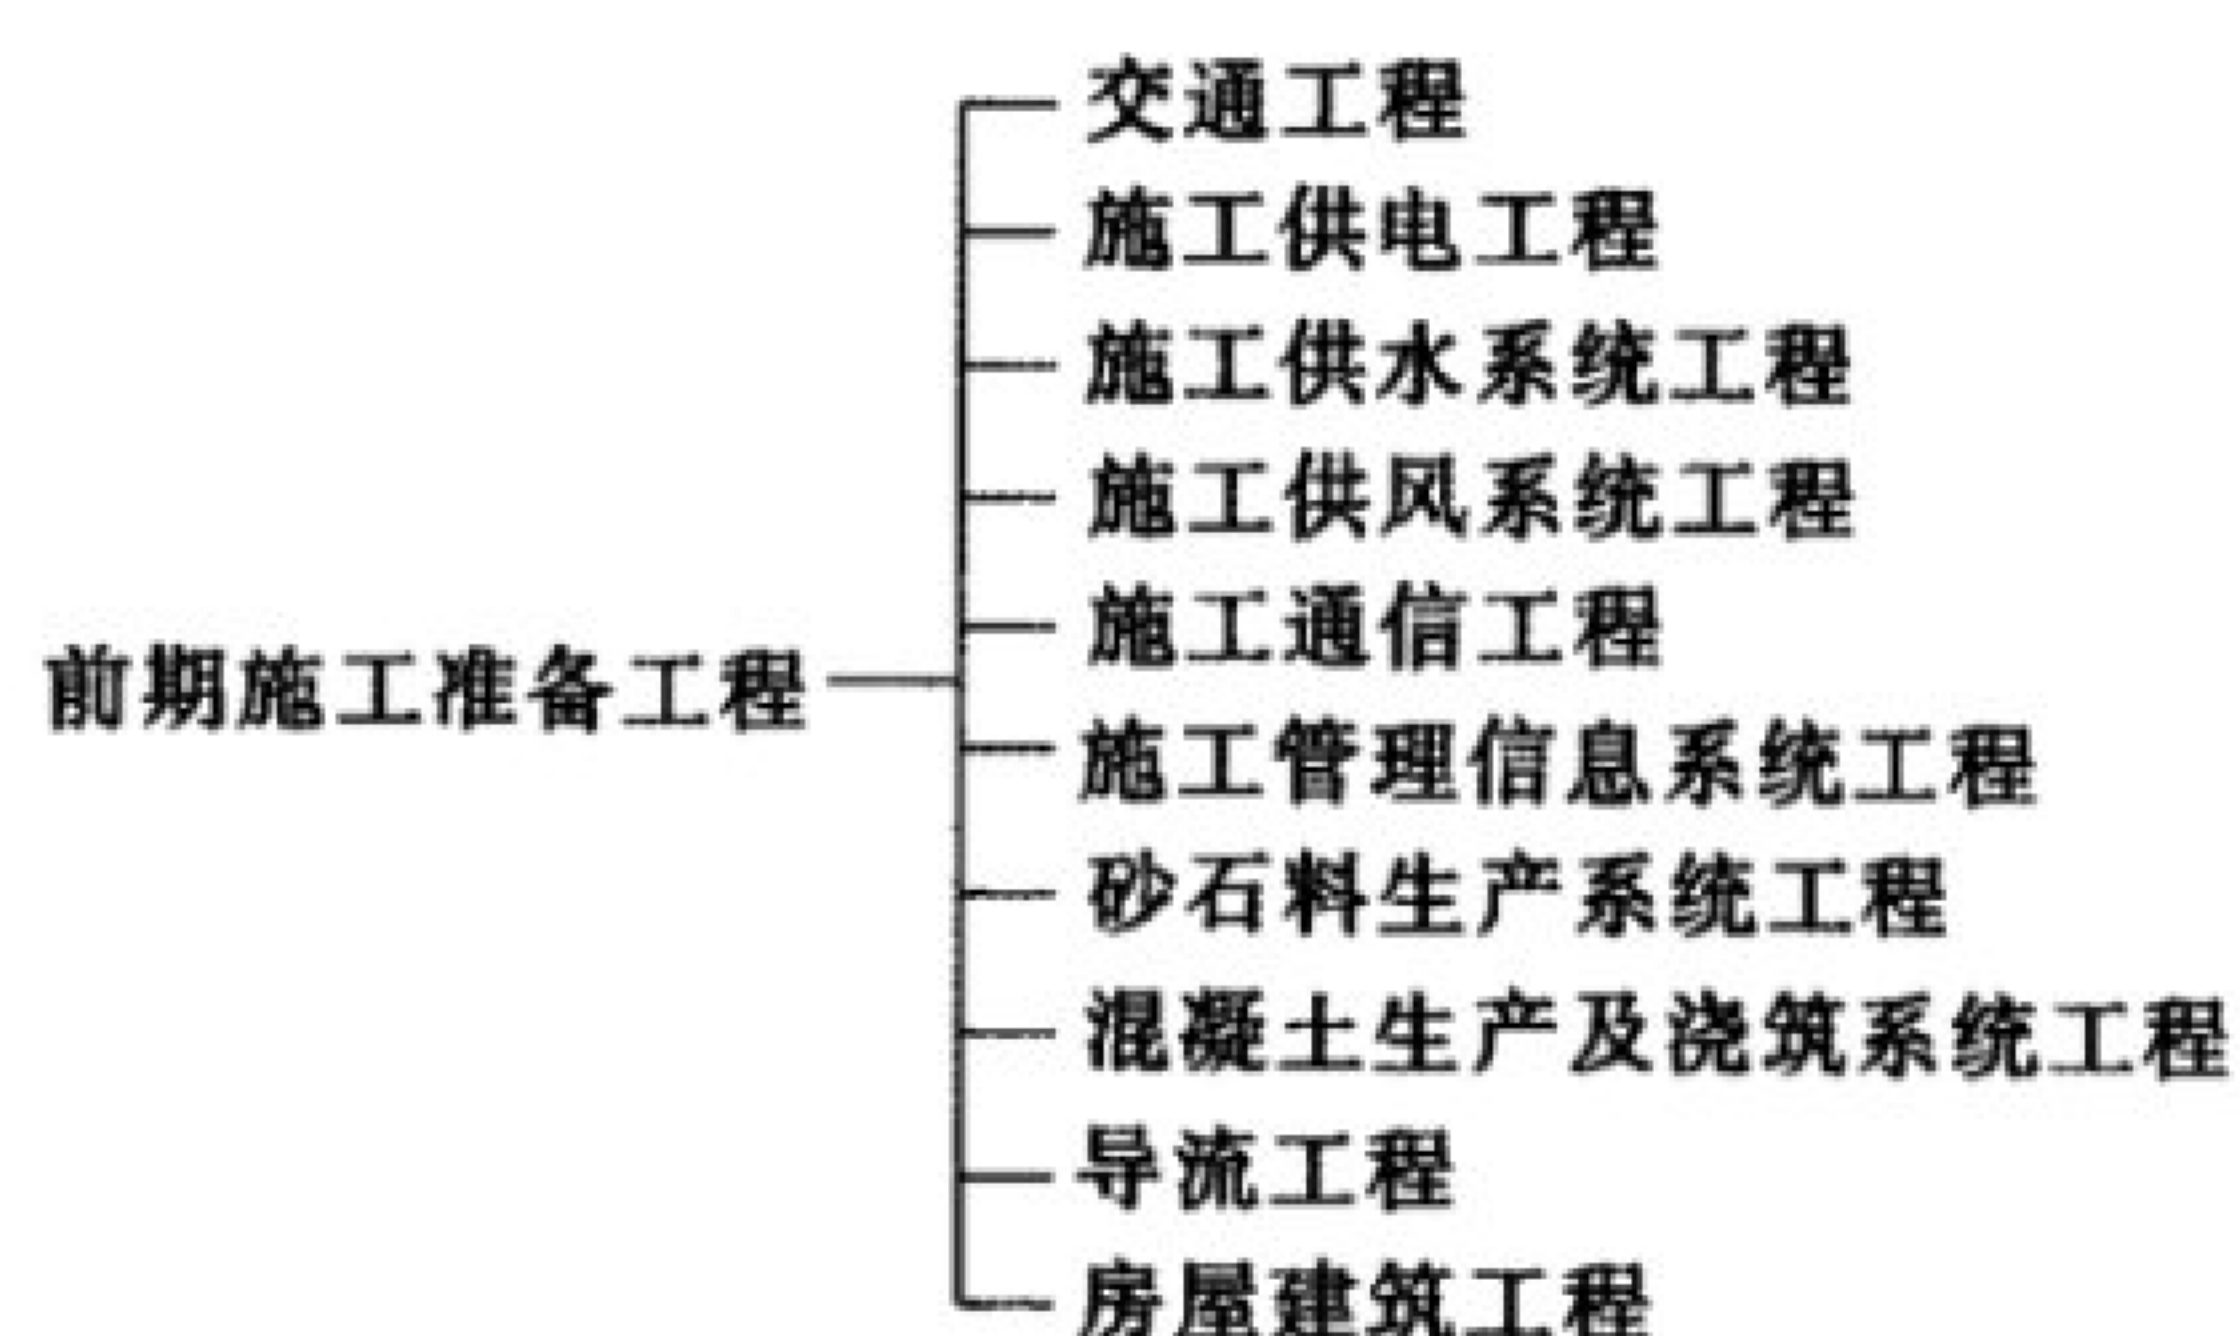 交通工程
施工供电工程
施工供水系统工程
施工供风系统工程
施工通信工程
前期施工准备工程
施工管理信息系统工程
砂石料生产系统工程
混凝土生产及浇筑系统工程
导流工程
房屋建筑工程